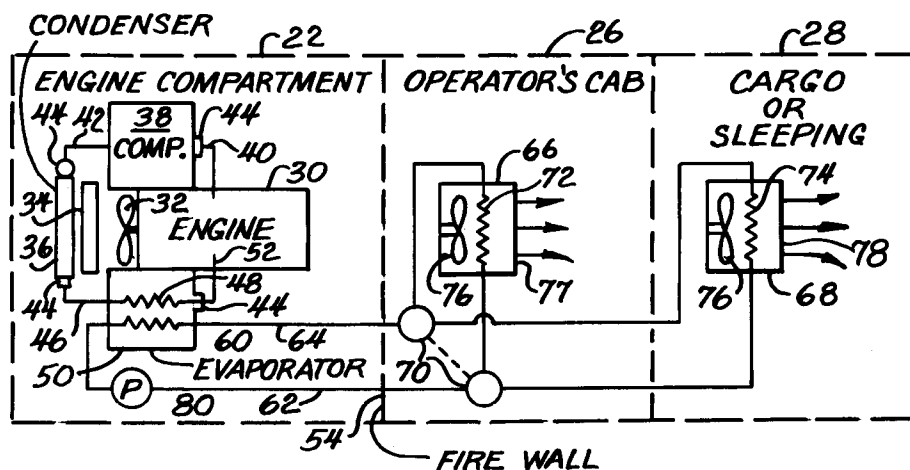 CONDENSER
22
26
28
ENGINE COMPARTMENT
OPERATOR'S CAB
CARGO
OR
SLEEPING
44
42
38
COMP.
44
40
30
34
32
ENGINE
36
52
66
72
74
76
77
76
78
68
44
48
44
46
60
64
50
EVAPORATOR
70
P
80
62
54
FIRE WALL